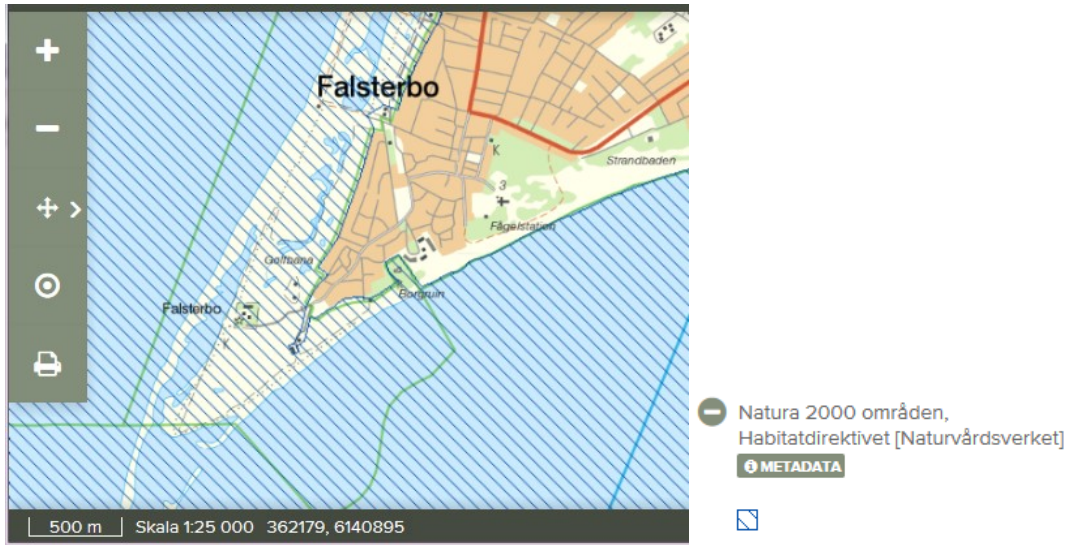 Falsterbo
K
Strandbaden
3
Fågelstation
Golfbana
Borgruin
Falsterbo
K
500 m Skala 1:25 000 362179, 6140895
Natura 2000 områden,
Habitatdirektivet [Naturvårdsverket]
METADATA